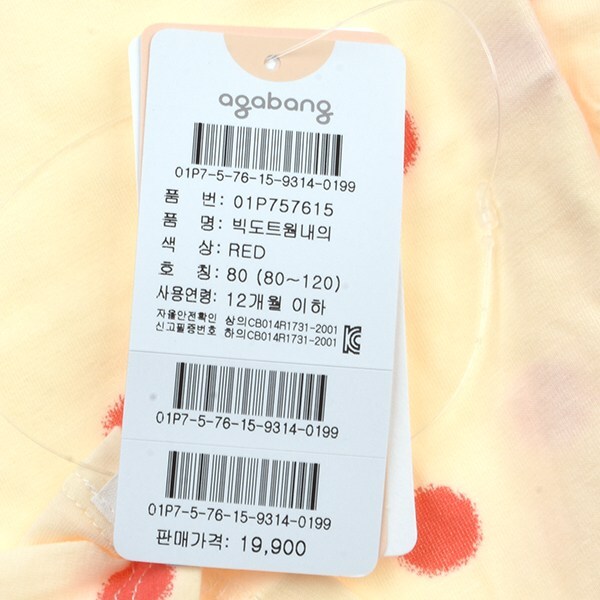 agabang
01P7-5-76-15-9314-0199
품 번: 01P757615
품 명: 빅도트웜내의
색 상: RED
호 칭: 80 (80~120)
사용연령: 12개월 이하
자율안전확인 상의CB014R1731-2001
신고필증번호 하의CB014R1731-2001
01P7-5-76-15-9314-0199
01P7-5-76-15-9314-0199
판매가격: 19,900